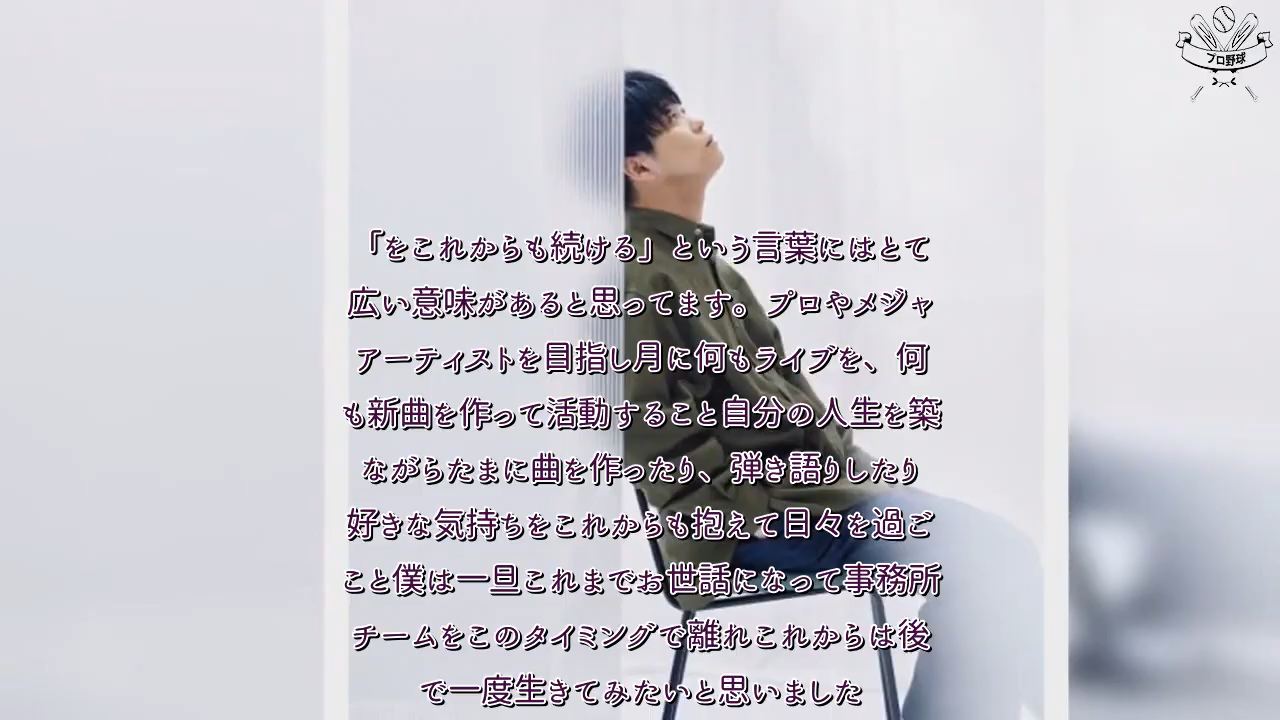 プロ野球
「をこれからも続ける」という言葉にはとて
広い意味があると思ってます。プロやメジャ
アーティストを目指し月に何もライブを、何
も新曲を作って活動すること自分の人生を築
ながらたまに曲を作ったり、弾き語りしたり
好きな気持ちをこれからも抱えて日々を過ご
こと僕は一旦これまでお世話になって事務所
チームをこのタイミングで離れこれからは後
で一度生きてみたいと思いました